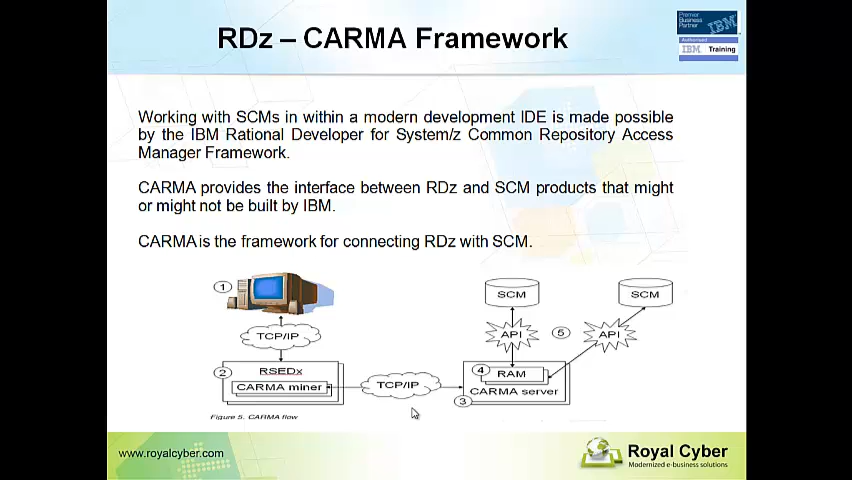 RDz – CARMA Framework
Premier
Business
Partner
IBM
Authorized
IBM Training
Working with SCMs in within a modern development IDE is made possible
by the IBM Rational Developer for System/z Common Repository Access
Manager Framework.
CARMA provides the interface between RDz and SCM products that might
or might not be built by IBM.
CARMA is the framework for connecting RDz with SCM.
1
SCM
SCM
TCP/IP
API
5
API
2
RSEDx
CARMA miner
TCP/IP
4
RAM
CARMA server
3
Figure 5. CARMA flow
www.royalcyber.com
Royal Cyber
Modernized e-business solutions